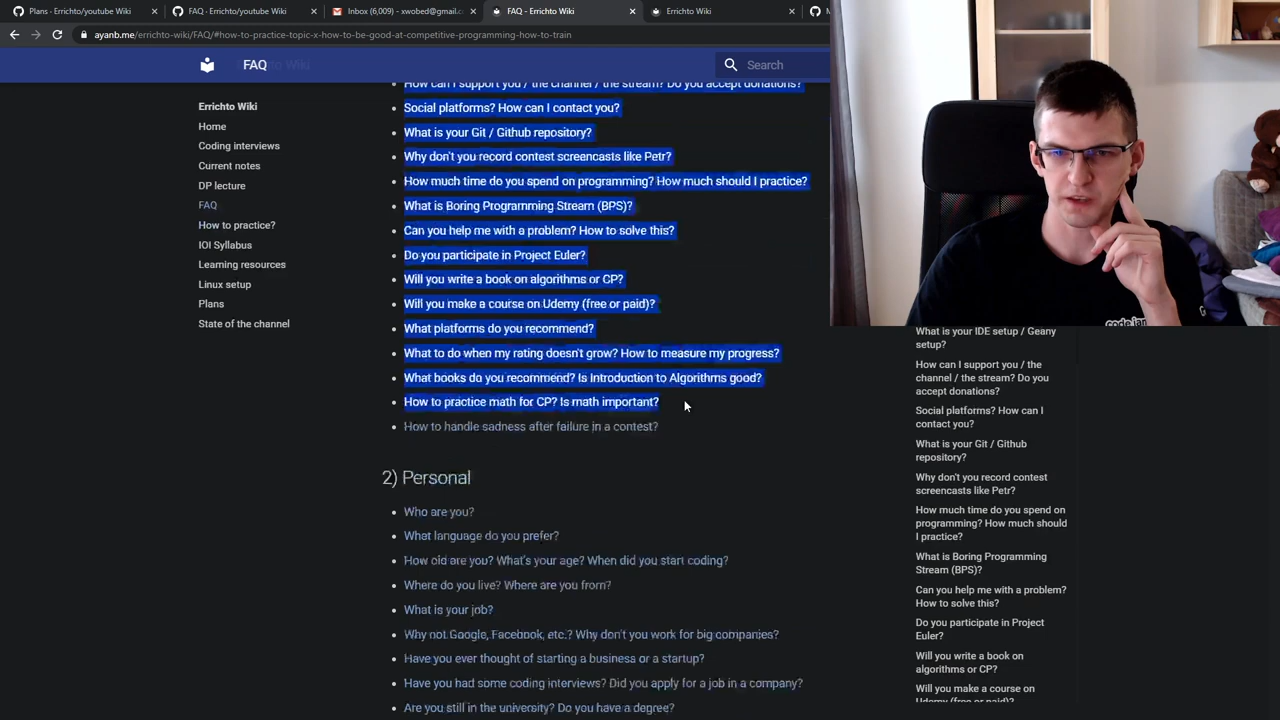 Plans - Errichto/youtube Wiki
FAQ · Errichto/youtube Wiki
Inbox (6,009) - xwobed@gmail.c
FAQ - Errichto Wiki
Errichto Wiki
ayanb.me/errichto-wiki/FAQ/#how-to-practice-topic-x-how-to-be-good-at-competitive-programming-how-to-train
FAQ
Search
Errichto Wiki
Home
Coding interviews
Current notes
DP lecture
FAQ
How to practice?
IOI Syllabus
Learning resources
Linux setup
Plans
State of the channel
How can I support you / the channel / the stream? Do you accept donations?
Social platforms? How can I contact you?
What is your Git / Github repository?
Why don't you record contest screencasts like Petr?
How much time do you spend on programming? How much should I practice?
What is Boring Programming Stream (BPS)?
Can you help me with a problem? How to solve this?
Do you participate in Project Euler?
Will you write a book on algorithms or CP?
Will you make a course on Udemy (free or paid)?
What platforms do you recommend?
What to do when my rating doesn't grow? How to measure my progress?
What books do you recommend? Is Introduction to Algorithms good?
How to practice math for CP? Is math important?
How to handle sadness after failure in a contest?
2) Personal
Who are you?
What language do you prefer?
How old are you? What's your age? When did you start coding?
Where do you live? Where are you from?
What is your job?
Why not Google, Facebook, etc.? Why don't you work for big companies?
Have you ever thought of starting a business or a startup?
Have you had some coding interviews? Did you apply for a job in a company?
Are you still in the university? Do you have a degree?
What is your IDE setup / Geany
setup?
How can I support you / the
channel / the stream? Do you
accept donations?
Social platforms? How can I
contact you?
What is your Git / Github
repository?
Why don't you record contest
screencasts like Petr?
How much time do you spend on
programming? How much should
I practice?
What is Boring Programming
Stream (BPS)?
Can you help me with a problem?
How to solve this?
Do you participate in Project
Euler?
Will you write a book on
algorithms or CP?
Will you make a course on
Udemy (free or paid)?